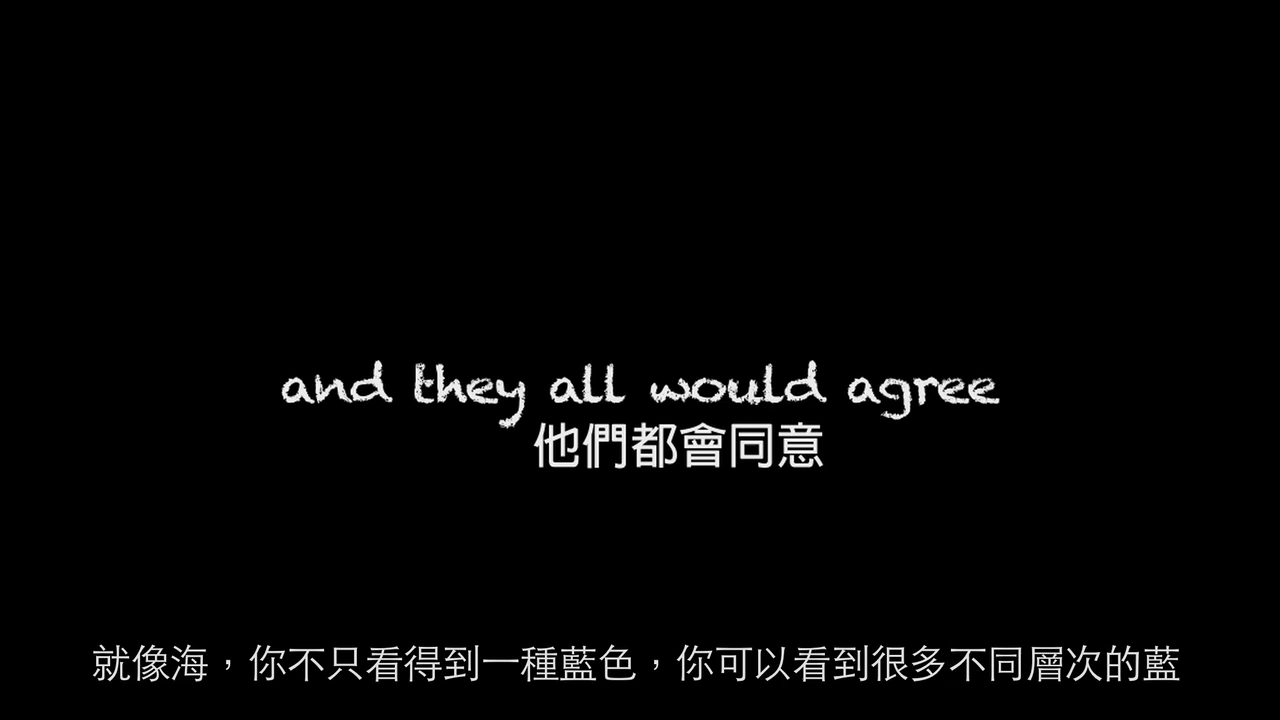 and they all would agree
他們都會同意
就像海，你不只看得到一種藍色，你可以看到很多不同層次的藍